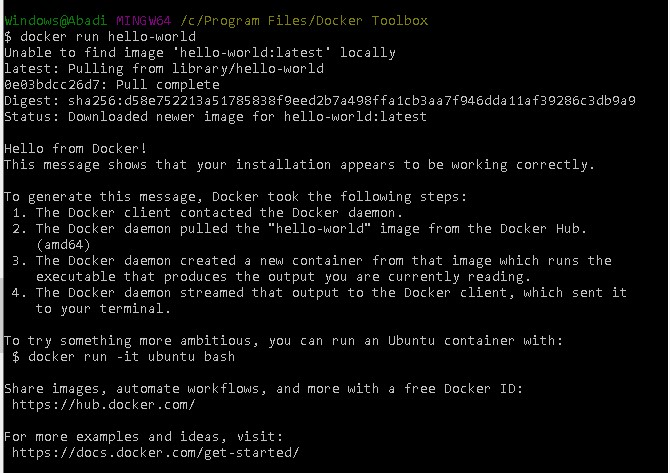 Windows@Abadi MINGW64 /c/Program Files/Docker Toolbox
$ docker run hello-world
Unable to find image 'hello-world:latest' locally
latest: Pulling from library/hello-world
0e03bdcc26d7: Pull complete
Digest: sha256:d58e752213a51785838f9eed2b7a498ffa1cb3aa7f946dda11af39286c3db9a9
Status: Downloaded newer image for hello-world:latest
Hello from Docker!
This message shows that your installation appears to be working correctly.
To generate this message, Docker took the following steps:
1. The Docker client contacted the Docker daemon.
2. The Docker daemon pulled the "hello-world" image from the Docker Hub.
(amd64)
3. The Docker daemon created a new container from that image which runs the
executable that produces the output you are currently reading.
4. The Docker daemon streamed that output to the Docker client, which sent it
to your terminal.
To try something more ambitious, you can run an Ubuntu container with:
$ docker run -it ubuntu bash
Share images, automate workflows, and more with a free Docker ID:
https://hub.docker.com/
For more examples and ideas, visit:
https://docs.docker.com/get-started/